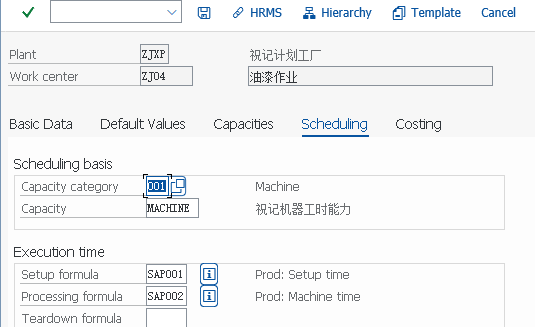 HRMS Hierarchy Template Cancel
Plant ZJXP 祝记计划工厂
Work center ZJ04 油漆作业
Basic Data Default Values Capacities Scheduling Costing
Scheduling basis
Capacity category 001 Machine
Capacity MACHINE 祝记机器工时能力
Execution time
Setup formula SAP001 Prod: Setup time
Processing formula SAP002 Prod: Machine time
Teardown formula